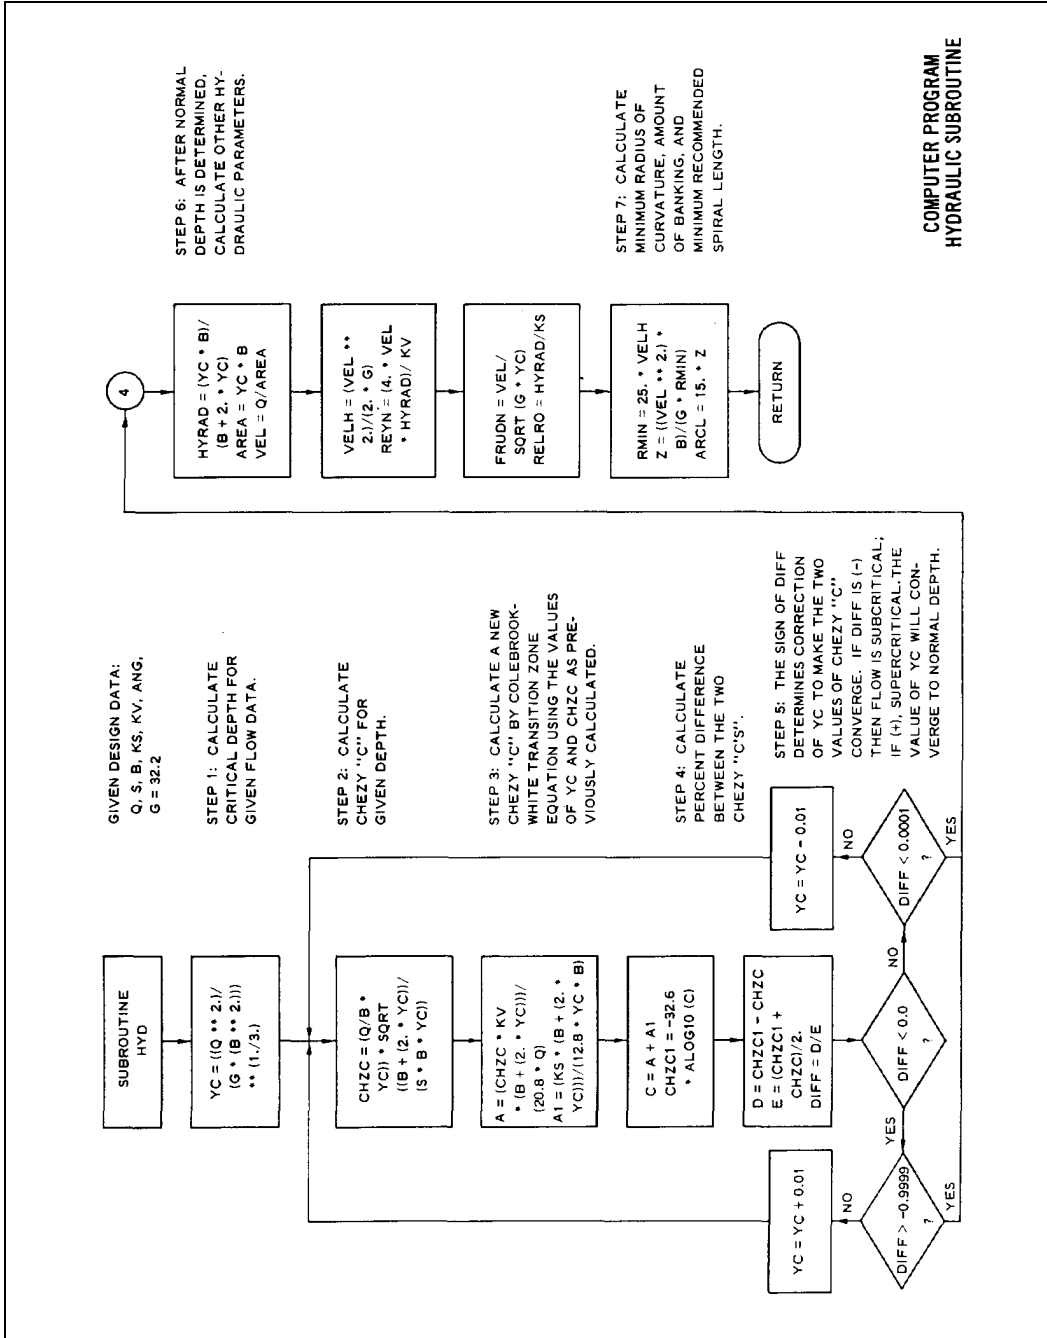 GIVEN DESIGN DATA:
Q, S, B, KS, KV, ANG,
G = 32.2
SUBROUTINE
HYD
STEP 1: CALCULATE
CRITICAL DEPTH FOR
GIVEN FLOW DATA.
YC = ((Q ** 2.)/
(G * (B ** 2.)))
** (1./3.)
STEP 2: CALCULATE
CHEZY "C" FOR
GIVEN DEPTH.
CHZC = (Q/B *
YC)) * SQRT
((B + (2. * YC))/
(S * B * YC))
STEP 3: CALCULATE A NEW
CHEZY "C" BY COLEBROOK-
WHITE TRANSITION ZONE
EQUATION USING THE VALUES
OF YC AND CHZC AS PRE-
VIOUSLY CALCULATED.
A = (CHZC * KV
* (B + (2. * YC)))/
(20.8 * Q)
A1 = (KS * (B + (2. *
YC)))/(12.8 * YC * B)
C = A + A1
CHZC1 = -32.6
* ALOG10 (C)
STEP 4: CALCULATE
PERCENT DIFFERENCE
BETWEEN THE TWO
CHEZY "C'S".
D = CHZC1 - CHZC
E = (CHZC1 +
CHZC)/2.
DIFF = D/E
STEP 5: THE SIGN OF DIFF
DETERMINES CORRECTION
OF YC TO MAKE THE TWO
VALUES OF CHEZY "C"
CONVERGE. IF DIFF IS (-)
THEN FLOW IS SUBCRITICAL;
IF (+), SUPERCRITICAL. THE
VALUE OF YC WILL CON-
VERGE TO NORMAL DEPTH.
YC = YC + 0.01
YC = YC - 0.01
NO
NO
DIFF > -0.9999
?
YES
DIFF < 0.0
?
NO
DIFF < 0.0001
?
YES
YES
4
STEP 6: AFTER NORMAL
DEPTH IS DETERMINED,
CALCULATE OTHER HY-
DRAULIC PARAMETERS.
HYRAD = (YC * B)/
(B + 2. * YC)
AREA = YC * B
VEL = Q/AREA
VELH = (VEL **
2.)/(2. * G)
REYN = (4. * VEL
* HYRAD)/ KV
FRUDN = VEL/
SQRT (G * YC)
RELRO = HYRAD/KS
STEP 7: CALCULATE
MINIMUM RADIUS OF
CURVATURE, AMOUNT
OF BANKING, AND
MINIMUM RECOMMENDED
SPIRAL LENGTH.
RMIN = 25. * VELH
Z = ((VEL ** 2.) *
B)/(G * RMIN)
ARCL = 15. * Z
RETURN
COMPUTER PROGRAM
HYDRAULIC SUBROUTINE